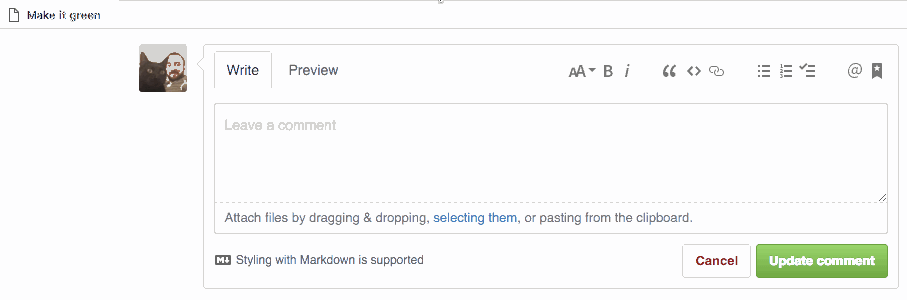 Make it green
Write Preview AA B i @
Leave a comment
Attach files by dragging & dropping, selecting them, or pasting from the clipboard.
Styling with Markdown is supported
Cancel Update comment